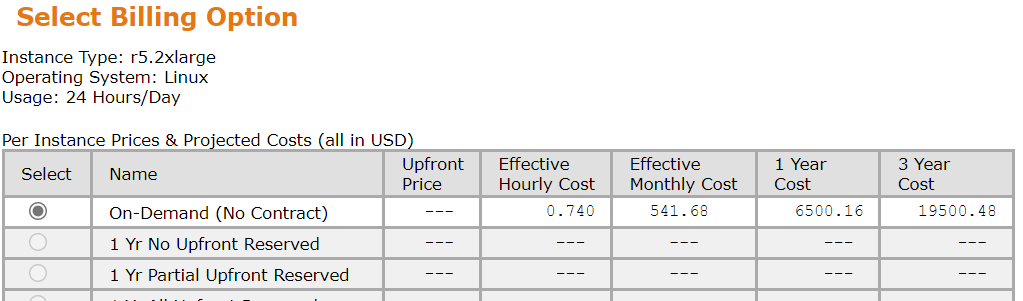 Select Billing Option
Instance Type: r5.2xlarge
Operating System: Linux
Usage: 24 Hours/Day
Per Instance Prices & Projected Costs (all in USD)
Select Name Upfront Price Effective Hourly Cost Effective Monthly Cost 1 Year Cost 3 Year Cost
On-Demand (No Contract) --- 0.740 541.68 6500.16 19500.48
1 Yr No Upfront Reserved --- --- --- --- ---
1 Yr Partial Upfront Reserved --- --- --- --- ---